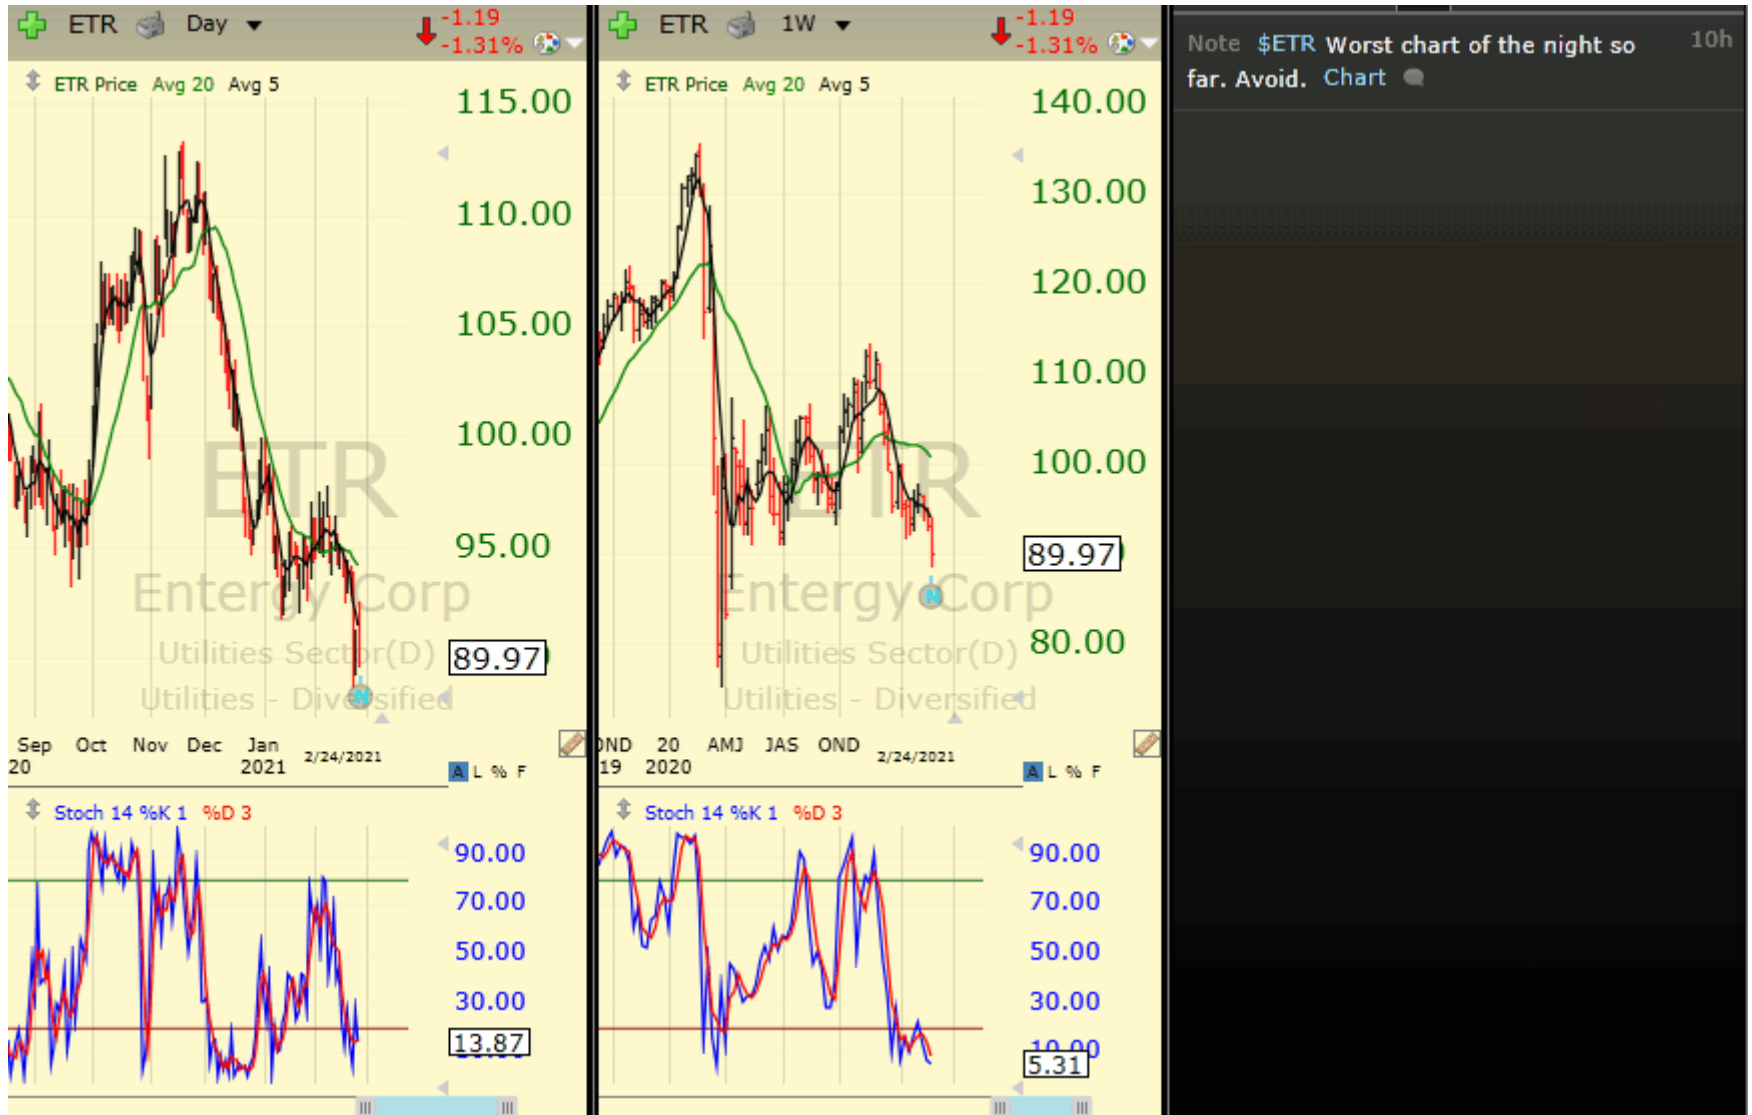 ETR Day
-1.19
-1.31%
ETR Price Avg 20 Avg 5
115.00
110.00
105.00
100.00
95.00
89.97
ETR
Entergy Corp
Utilities Sector(D)
Utilities - Diversified
N
Sep Oct Nov Dec Jan 2/24/2021
20 2021
A L % F
Stoch 14 %K 1 %D 3
90.00
70.00
50.00
30.00
13.87
ETR 1W
-1.19
-1.31%
ETR Price Avg 20 Avg 5
140.00
130.00
120.00
110.00
100.00
89.97
80.00
ETR
Entergy Corp
Utilities Sector(D)
Utilities - Diversified
N
OND 20 AMJ JAS OND 2/24/2021
19 2020
A L % F
Stoch 14 %K 1 %D 3
90.00
70.00
50.00
30.00
10.00
5.31
Note $ETR Worst chart of the night so 10h
far. Avoid. Chart